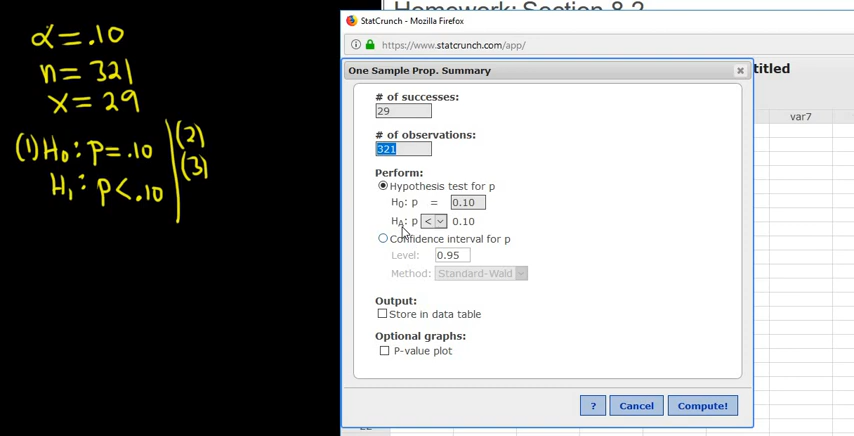 α = .10
n = 321
x = 29
(1) H₀: p = .10
H₁: p < .10
(2)
(3)
Homework: Section 8.2
StatCrunch - Mozilla Firefox
https://www.statcrunch.com/app/
One Sample Prop. Summary
titled
var7
# of successes:
29
# of observations:
321
Perform:
Hypothesis test for p
H₀: p = 0.10
Hᴀ: p < 0.10
Confidence interval for p
Level: 0.95
Method: Standard-Wald
Output:
Store in data table
Optional graphs:
P-value plot
? Cancel Compute!
22